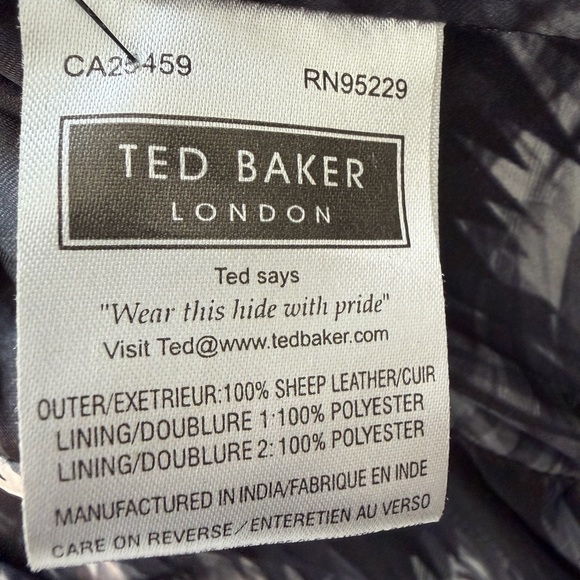 CA25459
RN95229
TED BAKER
LONDON
Ted says
"Wear this hide with pride"
Visit Ted@www.tedbaker.com
OUTER/EXETRIEUR:100% SHEEP LEATHER/CUIR
LINING/DOUBLURE 1:100% POLYESTER
LINING/DOUBLURE 2:100% POLYESTER
MANUFACTURED IN INDIA/FABRIQUE EN INDE
CARE ON REVERSE/ENTERETIEN AU VERSO